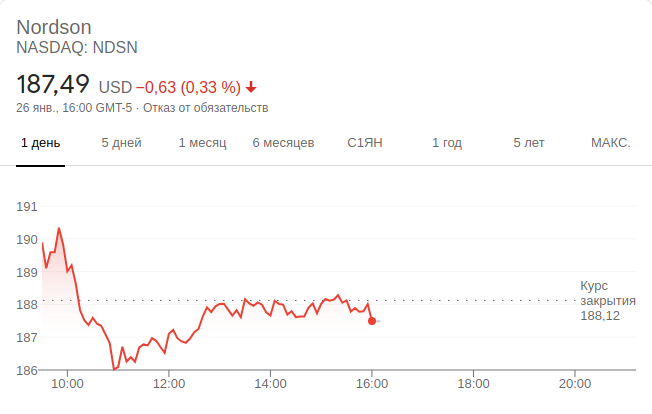 Nordson
NASDAQ: NDSN
187,49 USD −0,63 (0,33 %)
26 янв., 16:00 GMT-5 · Отказ от обязательств
1 день 5 дней 1 месяц 6 месяцев С1ЯН 1 год 5 лет МАКС.
191
190
189
188
187
186
Курс
закрытия
188,12
10:00 12:00 14:00 16:00 18:00 20:00